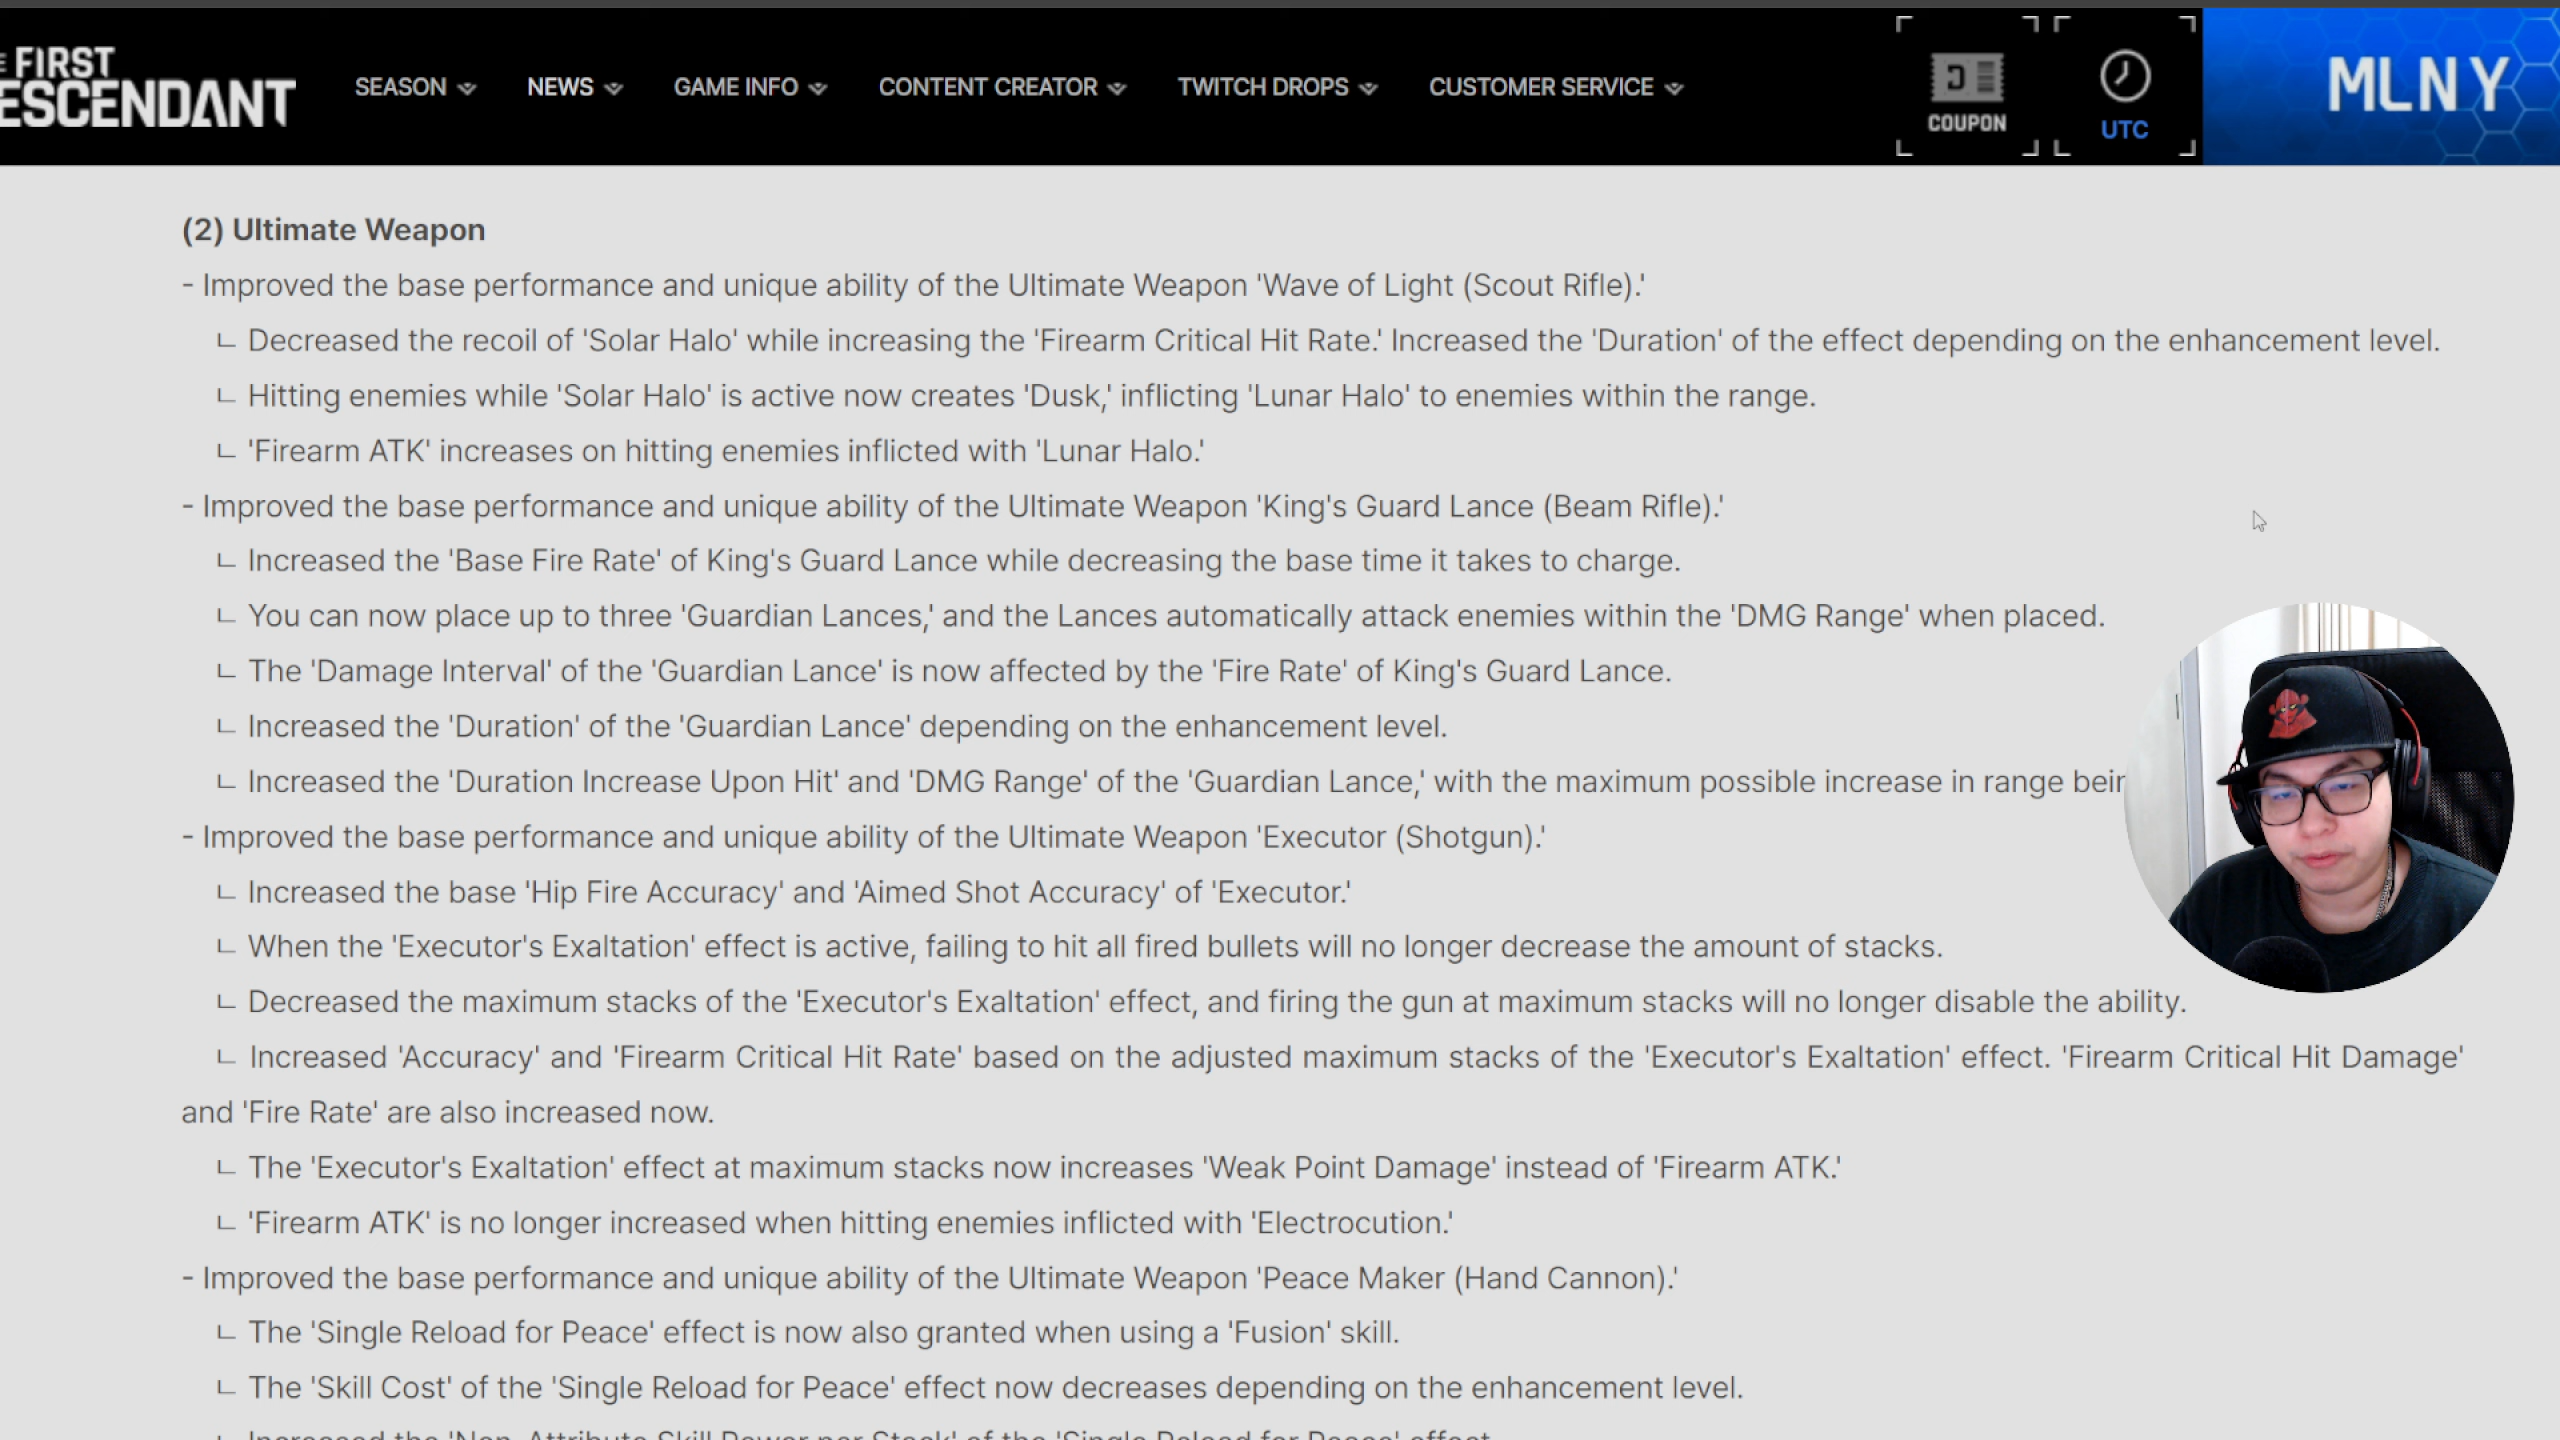 FIRST
ESCENDANT
SEASON
NEWS
GAME INFO
CONTENT CREATOR
TWITCH DROPS
CUSTOMER SERVICE
COUPON
UTC
MLNY
(2) Ultimate Weapon
- Improved the base performance and unique ability of the Ultimate Weapon 'Wave of Light (Scout Rifle).'
ㄴ Decreased the recoil of 'Solar Halo' while increasing the 'Firearm Critical Hit Rate.' Increased the 'Duration' of the effect depending on the enhancement level.
ㄴ Hitting enemies while 'Solar Halo' is active now creates 'Dusk,' inflicting 'Lunar Halo' to enemies within the range.
ㄴ 'Firearm ATK' increases on hitting enemies inflicted with 'Lunar Halo.'
- Improved the base performance and unique ability of the Ultimate Weapon 'King's Guard Lance (Beam Rifle).'
ㄴ Increased the 'Base Fire Rate' of King's Guard Lance while decreasing the base time it takes to charge.
ㄴ You can now place up to three 'Guardian Lances,' and the Lances automatically attack enemies within the 'DMG Range' when placed.
ㄴ The 'Damage Interval' of the 'Guardian Lance' is now affected by the 'Fire Rate' of King's Guard Lance.
ㄴ Increased the 'Duration' of the 'Guardian Lance' depending on the enhancement level.
ㄴ Increased the 'Duration Increase Upon Hit' and 'DMG Range' of the 'Guardian Lance,' with the maximum possible increase in range
- Improved the base performance and unique ability of the Ultimate Weapon 'Executor (Shotgun).'
ㄴ Increased the base 'Hip Fire Accuracy' and 'Aimed Shot Accuracy' of 'Executor.'
ㄴ When the 'Executor's Exaltation' effect is active, failing to hit all fired bullets will no longer decrease the amount of stacks.
ㄴ Decreased the maximum stacks of the 'Executor's Exaltation' effect, and firing the gun at maximum stacks will no longer disable the ability.
ㄴ Increased 'Accuracy' and 'Firearm Critical Hit Rate' based on the adjusted maximum stacks of the 'Executor's Exaltation' effect. 'Firearm Critical Hit Damage'
and 'Fire Rate' are also increased now.
ㄴ The 'Executor's Exaltation' effect at maximum stacks now increases 'Weak Point Damage' instead of 'Firearm ATK.'
ㄴ 'Firearm ATK' is no longer increased when hitting enemies inflicted with 'Electrocution.'
- Improved the base performance and unique ability of the Ultimate Weapon 'Peace Maker (Hand Cannon).'
ㄴ The 'Single Reload for Peace' effect is now also granted when using a 'Fusion' skill.
ㄴ The 'Skill Cost' of the 'Single Reload for Peace' effect now decreases depending on the enhancement level.
ㄴ Increased the 'Non-Attribute Skill Power per Stack' of the 'Single Reload for Peace' effect